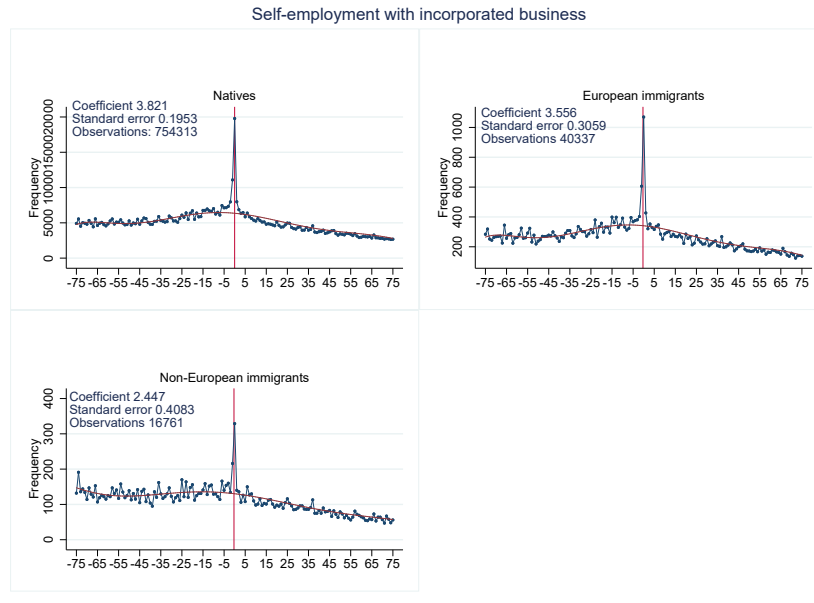 Self-employment with incorporated business
Natives
Coefficient 3.821
Standard error 0.1953
Observations: 754313
Frequency
0 5000 10000 15000 20000
-75 -65 -55 -45 -35 -25 -15 -5 5 15 25 35 45 55 65 75
European immigrants
Coefficient 3.556
Standard error 0.3059
Observations 40337
Frequency
200 400 600 800 1000
-75 -65 -55 -45 -35 -25 -15 -5 5 15 25 35 45 55 65 75
Non-European immigrants
Coefficient 2.447
Standard error 0.4083
Observations 16761
Frequency
0 100 200 300 400
-75 -65 -55 -45 -35 -25 -15 -5 5 15 25 35 45 55 65 75